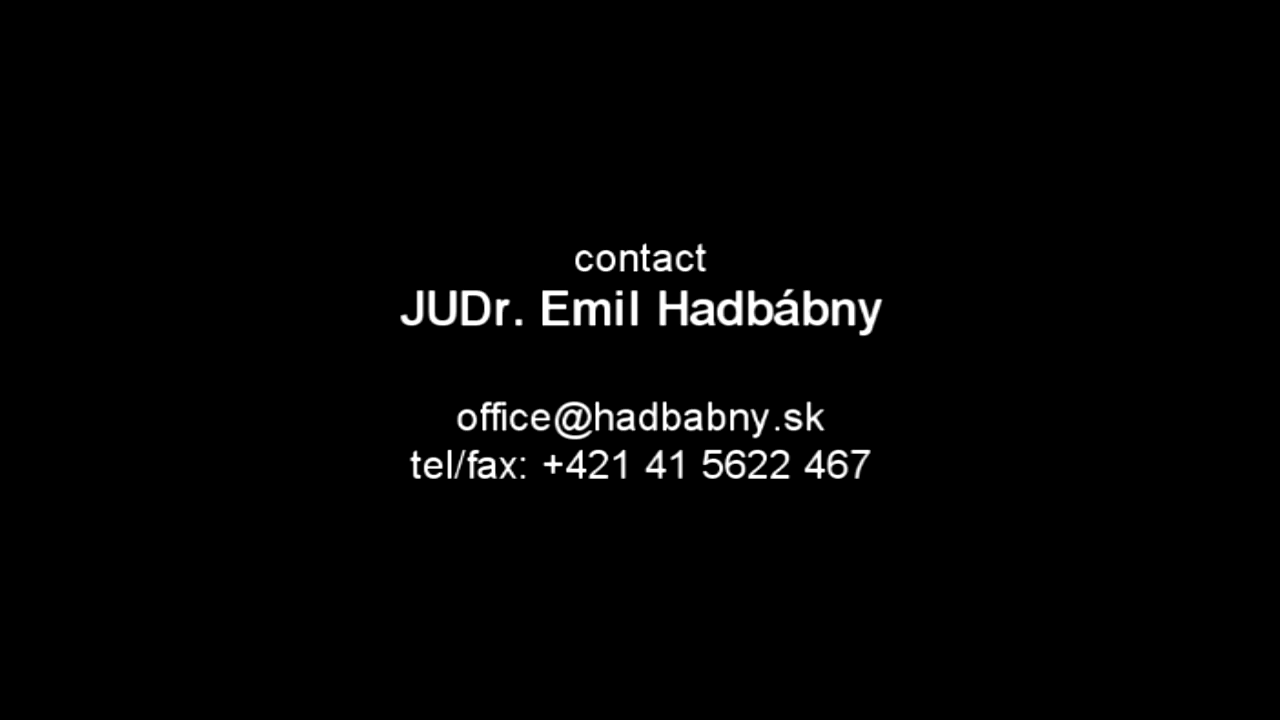 contact
JUDr. Emil Hadbábny
office@hadbabny.sk
tel/fax: +421 41 5622 467